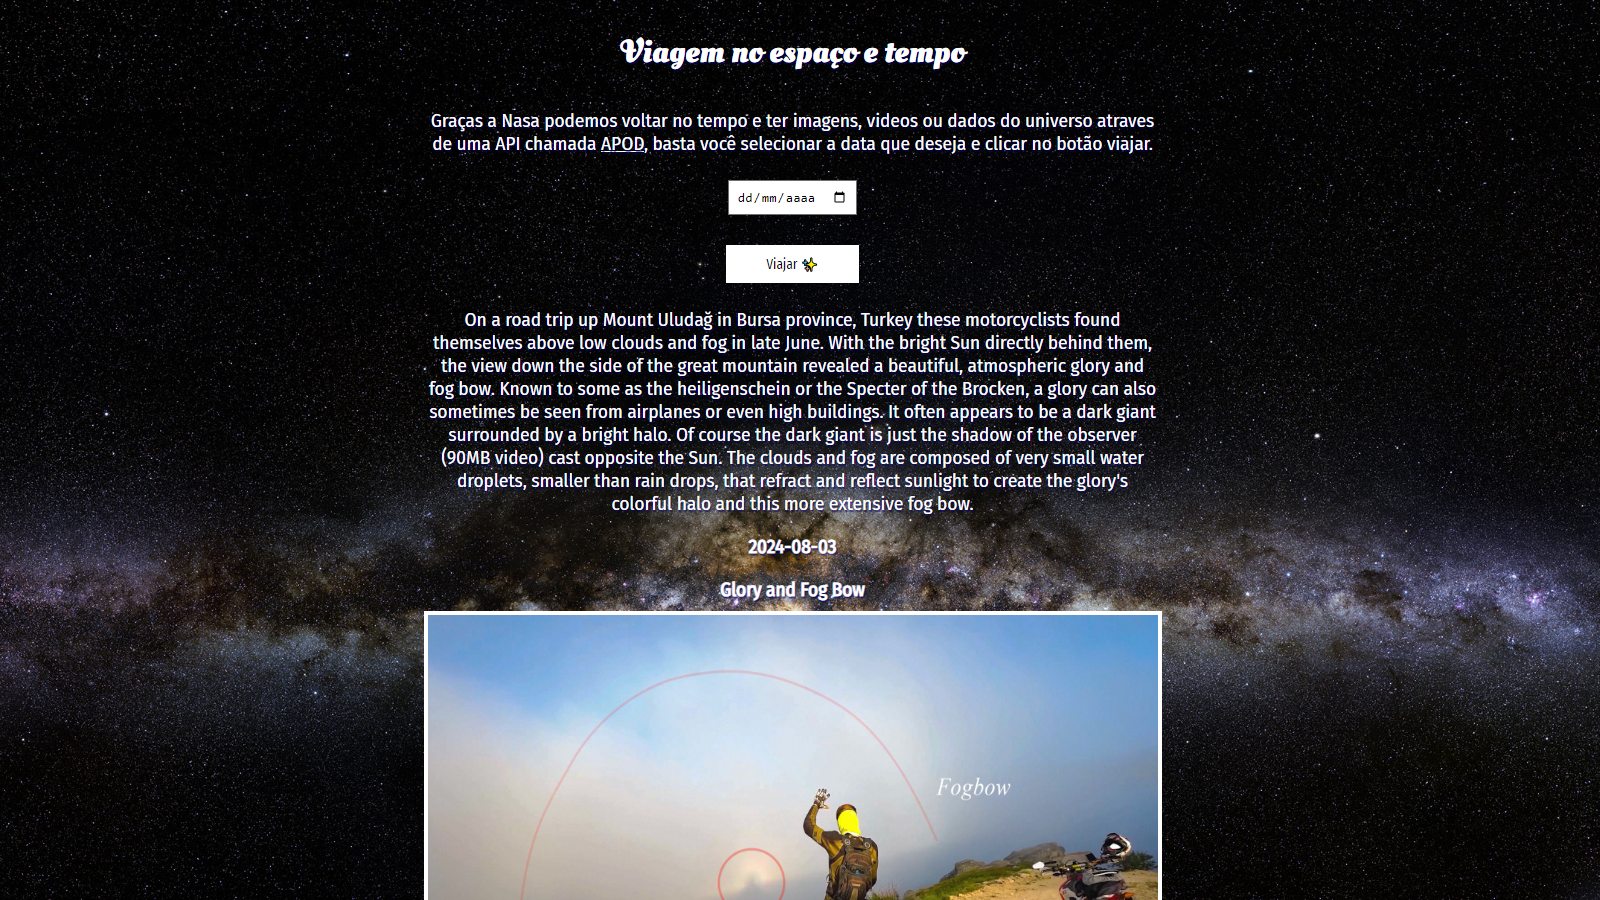 Viagem no espaço e tempo
Graças a Nasa podemos voltar no tempo e ter imagens, videos ou dados do universo atraves
de uma API chamada APOD, basta você selecionar a data que deseja e clicar no botão viajar.
dd/mm/aaaa
Viajar ✨
On a road trip up Mount Uludağ in Bursa province, Turkey these motorcyclists found
themselves above low clouds and fog in late June. With the bright Sun directly behind them,
the view down the side of the great mountain revealed a beautiful, atmospheric glory and
fog bow. Known to some as the heiligenschein or the Specter of the Brocken, a glory can also
sometimes be seen from airplanes or even high buildings. It often appears to be a dark giant
surrounded by a bright halo. Of course the dark giant is just the shadow of the observer
(90MB video) cast opposite the Sun. The clouds and fog are composed of very small water
droplets, smaller than rain drops, that refract and reflect sunlight to create the glory's
colorful halo and this more extensive fog bow.
2024-08-03
Glory and Fog Bow
Fogbow